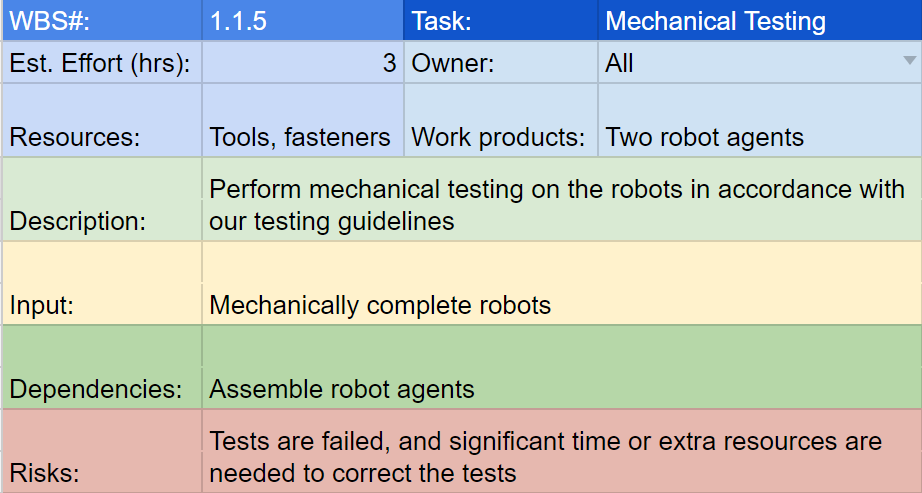 WBS#: 1.1.5 Task: Mechanical Testing
Est. Effort (hrs): 3 Owner: All
Resources: Tools, fasteners Work products: Two robot agents
Perform mechanical testing on the robots in accordance with
Description: our testing guidelines
Input: Mechanically complete robots
Dependencies: Assemble robot agents
Tests are failed, and significant time or extra resources are
Risks: needed to correct the tests